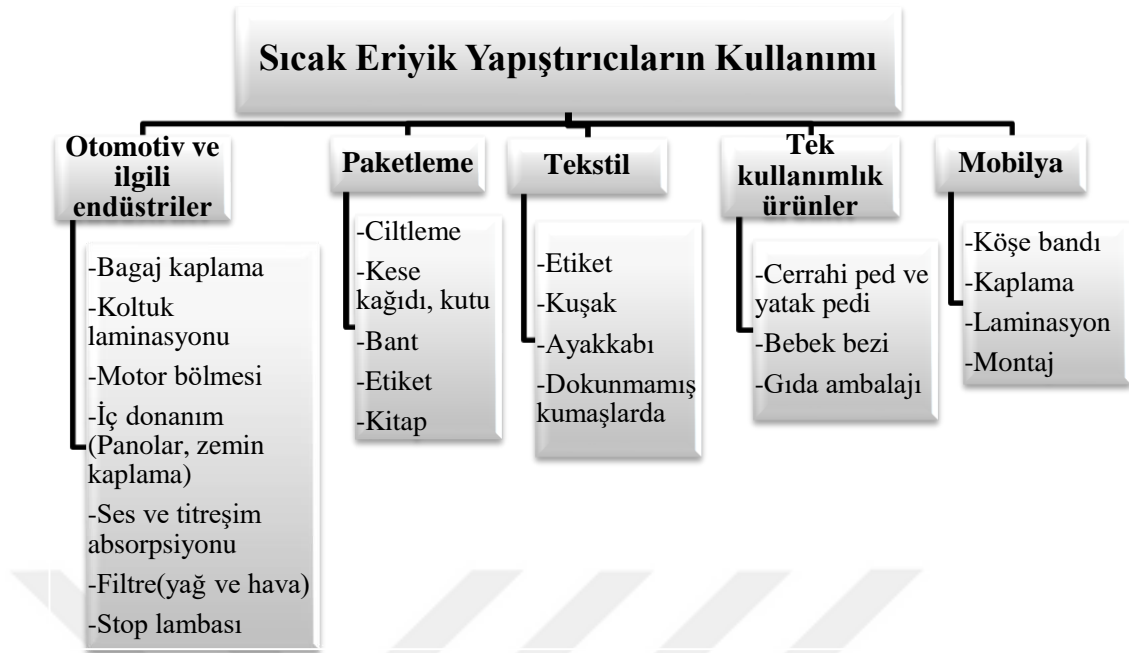 Sıcak Eriyik Yapıştırıcıların Kullanımı
Otomotiv ve
ilgili
endüstriler
-Bagaj kaplama
-Koltuk
laminasyonu
-Motor bölmesi
-İç donanım
(Panolar, zemin
kaplama)
-Ses ve titreşim
absorpsiyonu
-Filtre(yağ ve hava)
-Stop lambası
Paketleme
-Ciltleme
-Kese
kağıdı, kutu
-Bant
-Etiket
-Kitap
Tekstil
-Etiket
-Kuşak
-Ayakkabı
-Dokunmamış
kumaşlarda
Tek
kullanımlık
ürünler
-Cerrahi ped ve
yatak pedi
-Bebek bezi
-Gıda ambalajı
Mobilya
-Köşe bandı
-Kaplama
-Laminasyon
-Montaj